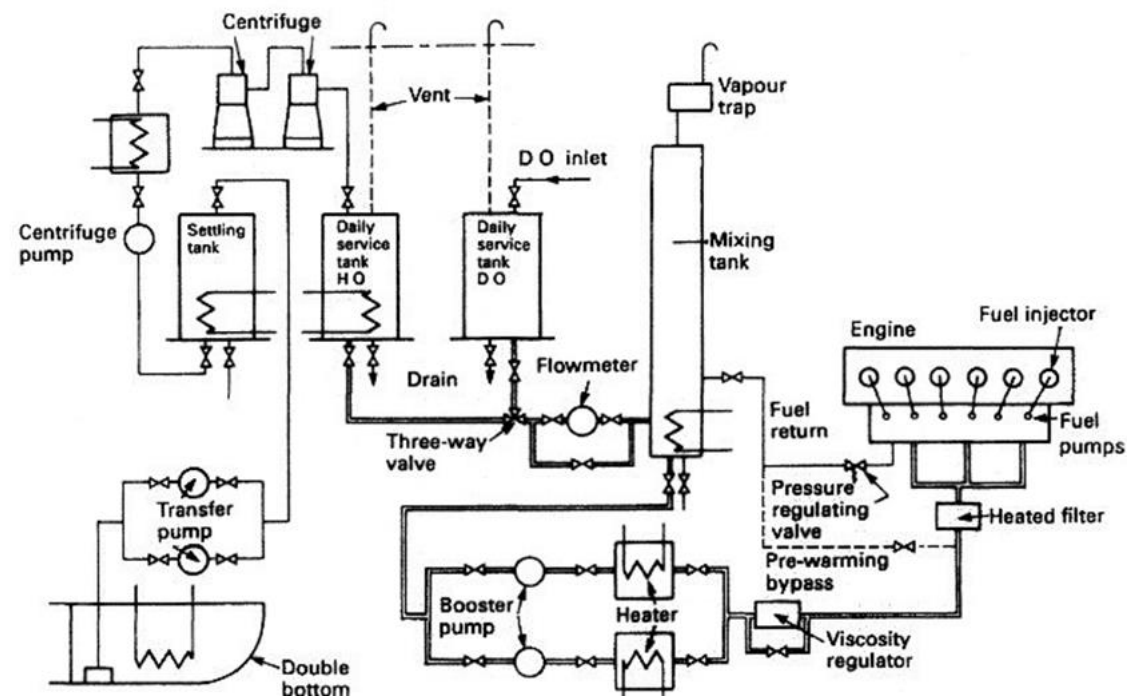 Centrifuge
Centrifuge
Vent
Vapour
trap
D O inlet
Centrifuge
pump
Settling
tank
Daily
service
tank
H O
Daily
service
tank
D O
Mixing
tank
Engine
Fuel injector
Drain
Flowmeter
Three-way
valve
Fuel
return
Fuel
pumps
Transfer
pump
Pressure
regulating
valve
Heated filter
Pre-warming
bypass
Booster
pump
Heater
Viscosity
regulator
Double
bottom